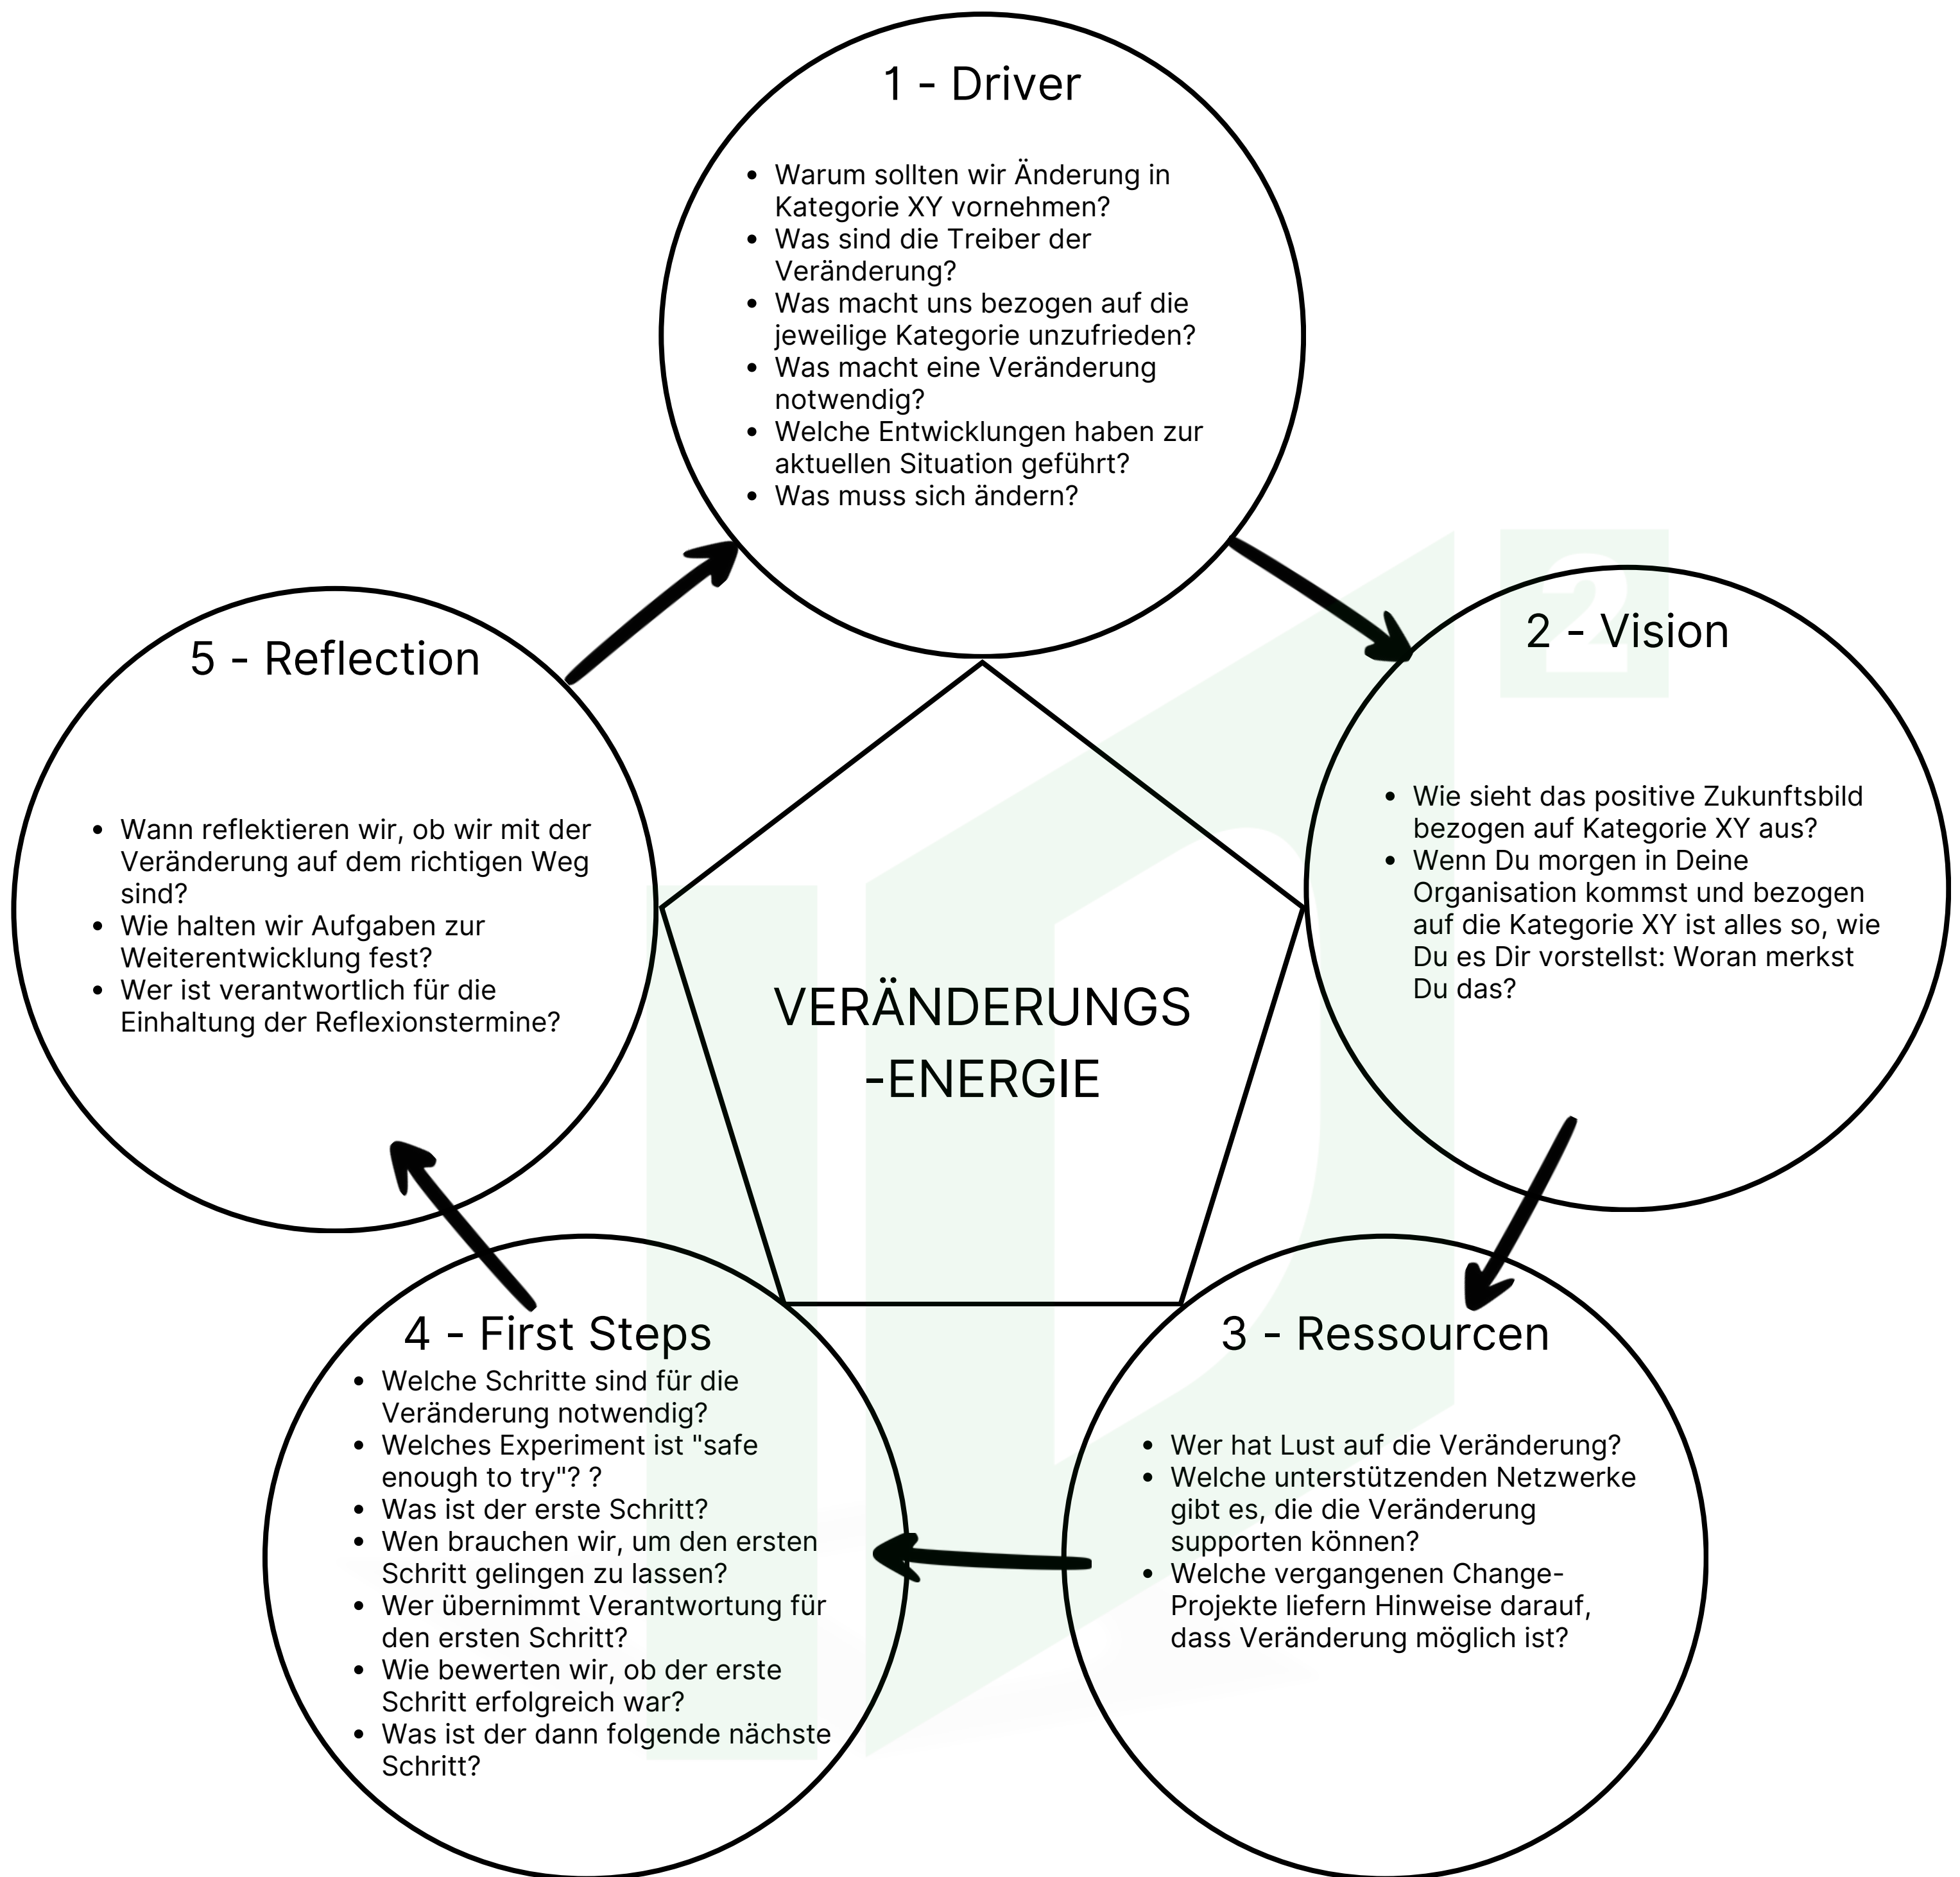 1 - Driver
• Warum sollten wir Änderung in
Kategorie XY vornehmen?
• Was sind die Treiber der
Veränderung?
• Was macht uns bezogen auf die
jeweilige Kategorie unzufrieden?
• Was macht eine Veränderung
notwendig?
• Welche Entwicklungen haben zur
aktuellen Situation geführt?
• Was muss sich ändern?
2
2 - Vision
• Wie sieht das positive Zukunftsbild
bezogen auf Kategorie XY aus?
• Wenn Du morgen in Deine
Organisation kommst und bezogen
auf die Kategorie XY ist alles so, wie
Du es Dir vorstellst: Woran merkst
Du das?
3 - Ressourcen
• Wer hat Lust auf die Veränderung?
• Welche unterstützenden Netzwerke
gibt es, die die Veränderung
supporten können?
• Welche vergangenen Change-
Projekte liefern Hinweise darauf,
dass Veränderung möglich ist?
4 - First Steps
• Welche Schritte sind für die
Veränderung notwendig?
• Welches Experiment ist "safe
enough to try"? ?
• Was ist der erste Schritt?
• Wen brauchen wir, um den ersten
Schritt gelingen zu lassen?
• Wer übernimmt Verantwortung für
den ersten Schritt?
• Wie bewerten wir, ob der erste
Schritt erfolgreich war?
• Was ist der dann folgende nächste
Schritt?
5 - Reflection
• Wann reflektieren wir, ob wir mit der
Veränderung auf dem richtigen Weg
sind?
• Wie halten wir Aufgaben zur
Weiterentwicklung fest?
• Wer ist verantwortlich für die
Einhaltung der Reflexionstermine?
VERÄNDERUNGS
-ENERGIE